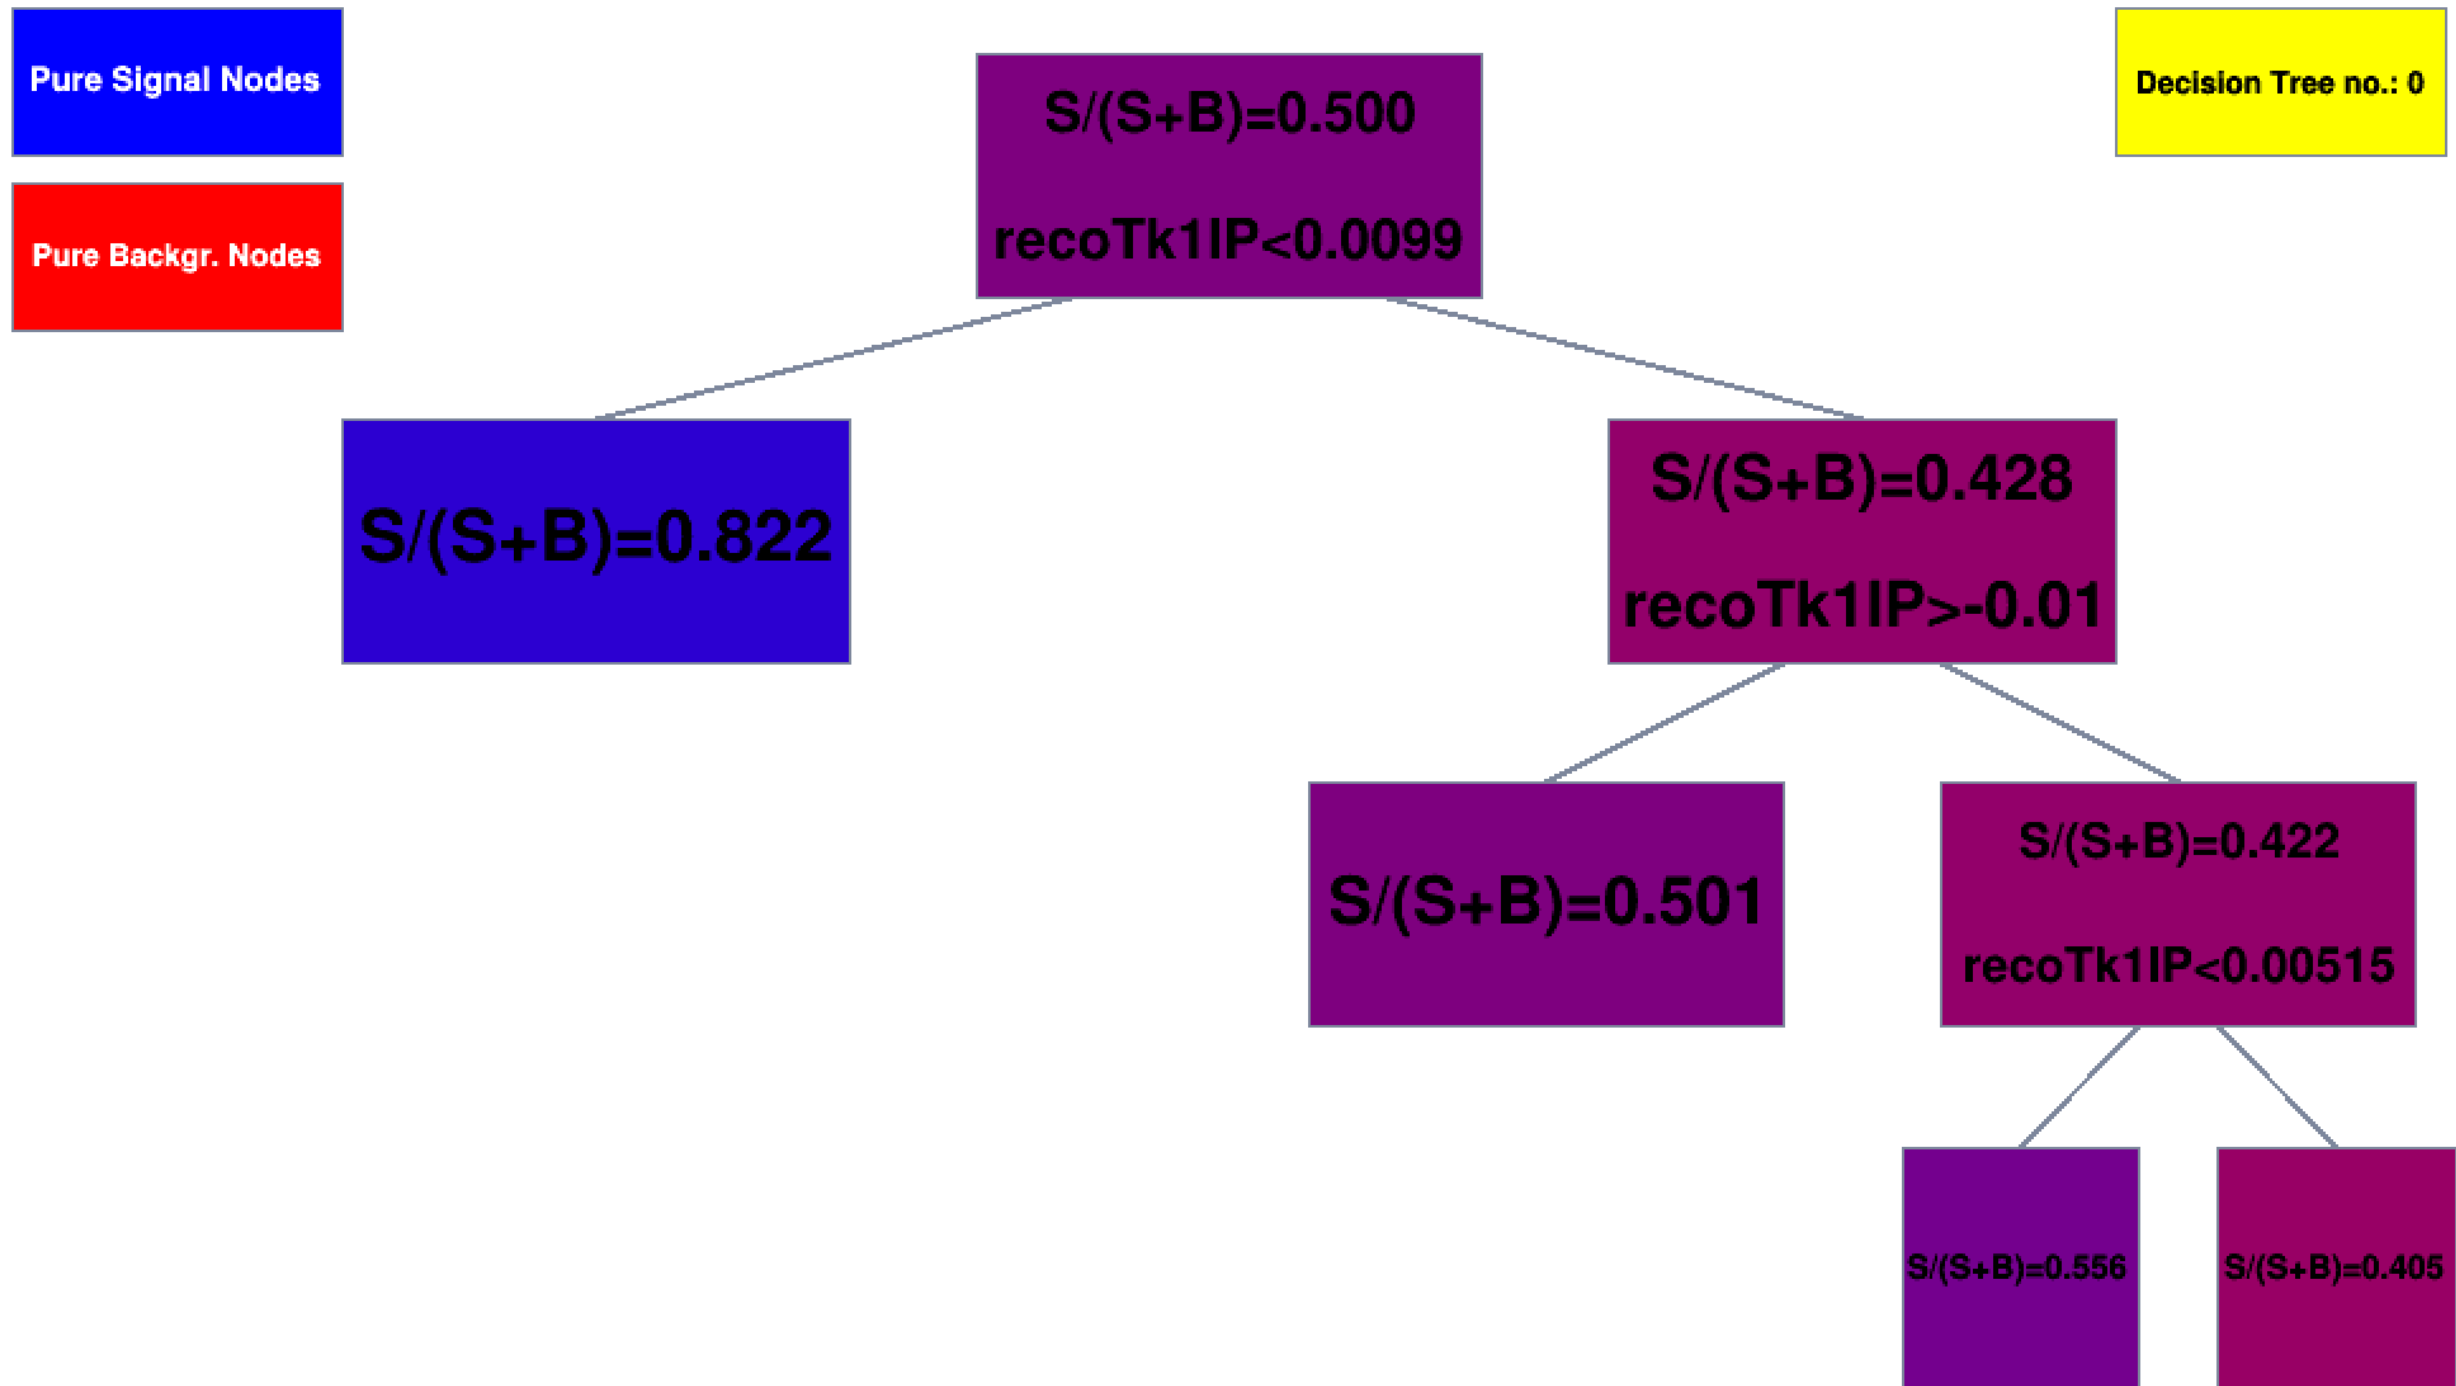 Pure Signal Nodes
Pure Backgr. Nodes
Decision Tree no.: 0
S/(S+B)=0.500
recoTk1IP<0.0099
S/(S+B)=0.822
S/(S+B)=0.428
recoTk1IP>-0.01
S/(S+B)=0.501
S/(S+B)=0.422
recoTk1IP<0.00515
S/(S+B)=0.556
S/(S+B)=0.405